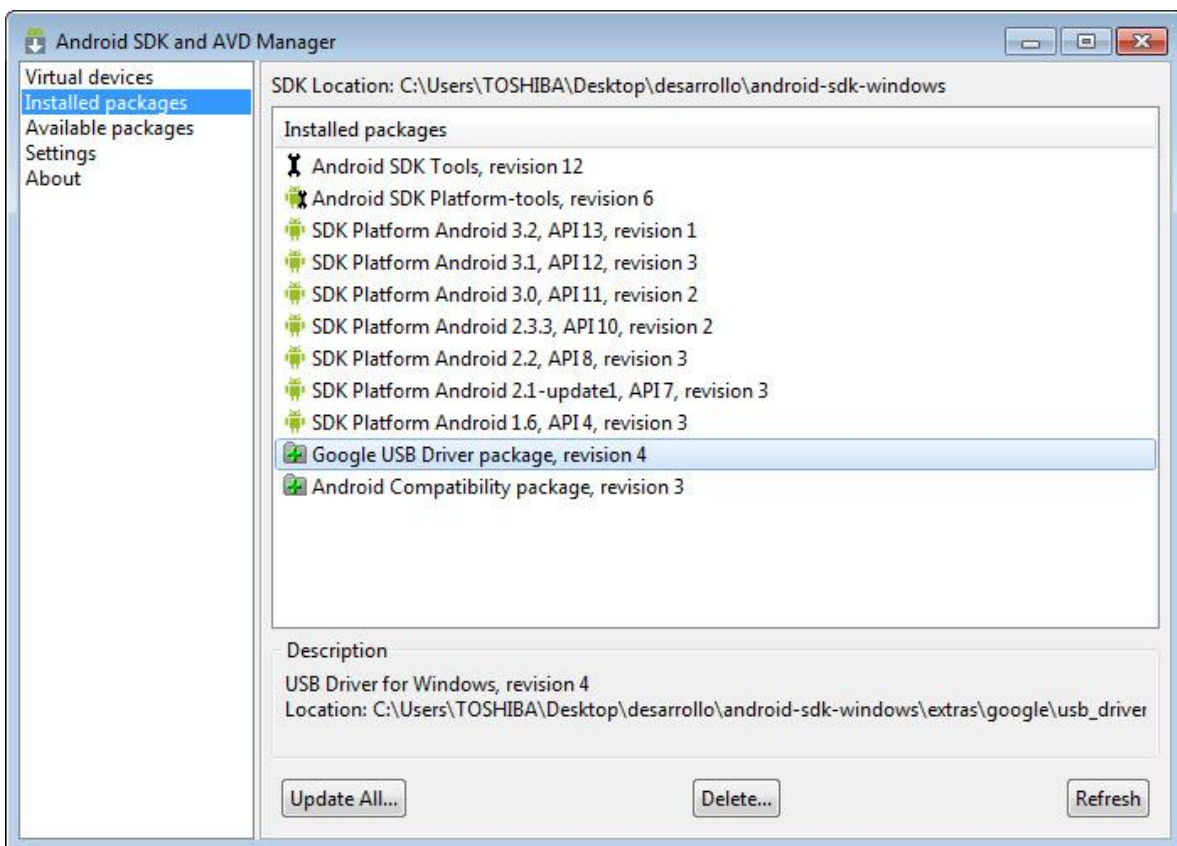 Android SDK and AVD Manager
Virtual devices
Installed packages
Available packages
Settings
About
SDK Location: C:\Users\TOSHIBA\Desktop\desarrollo\android-sdk-windows
Installed packages
Android SDK Tools, revision 12
Android SDK Platform-tools, revision 6
SDK Platform Android 3.2, API 13, revision 1
SDK Platform Android 3.1, API 12, revision 3
SDK Platform Android 3.0, API 11, revision 2
SDK Platform Android 2.3.3, API 10, revision 2
SDK Platform Android 2.2, API 8, revision 3
SDK Platform Android 2.1-update1, API 7, revision 3
SDK Platform Android 1.6, API 4, revision 3
Google USB Driver package, revision 4
Android Compatibility package, revision 3
Description
USB Driver for Windows, revision 4
Location: C:\Users\TOSHIBA\Desktop\desarrollo\android-sdk-windows\extras\google\usb_driver
Update All...
Delete...
Refresh